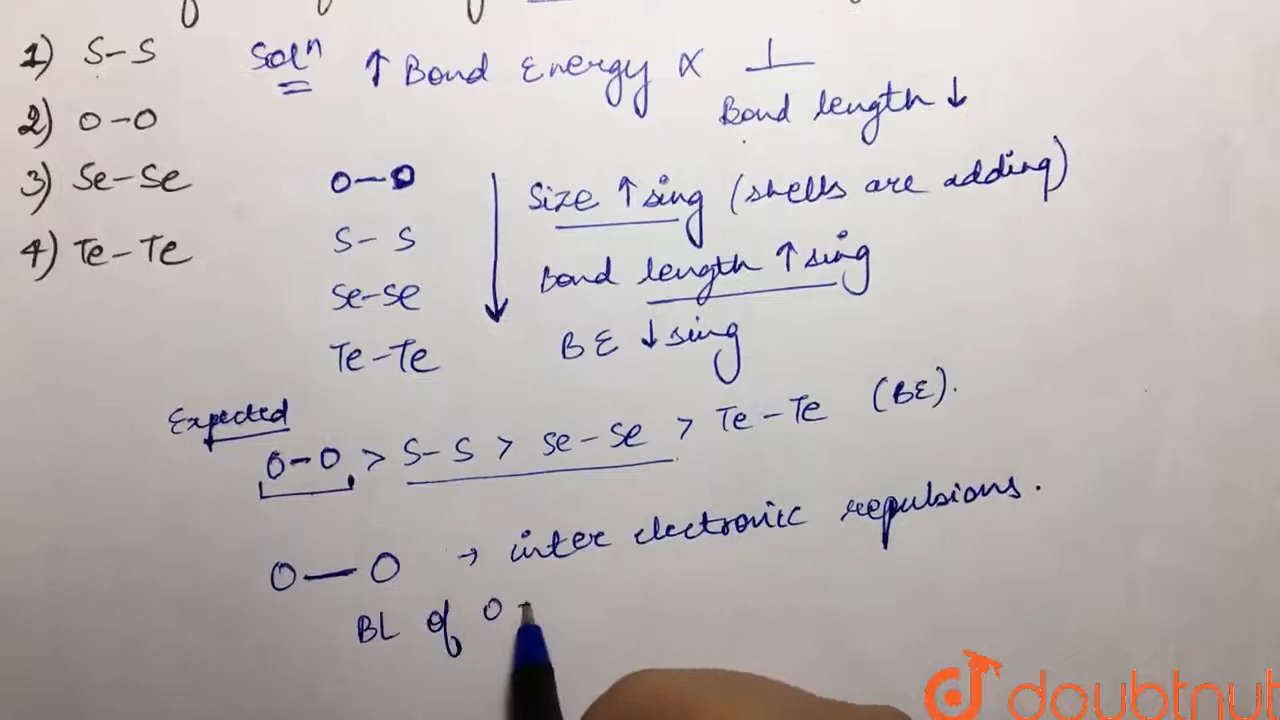 1) S-S
2) O-O
3) Se-Se
4) Te-Te
Solⁿ ↑ Bond Energy ∝ 1
Bond length ↓
O-O
S-S
Se-Se
Te-Te
Size ↑sing (shells are adding)
Bond length ↑sing
BE ↓sing
Expected
O-O > S-S > Se-Se > Te-Te (BE).
O-O → inter electronic repulsions.
BL of O
doubtnut